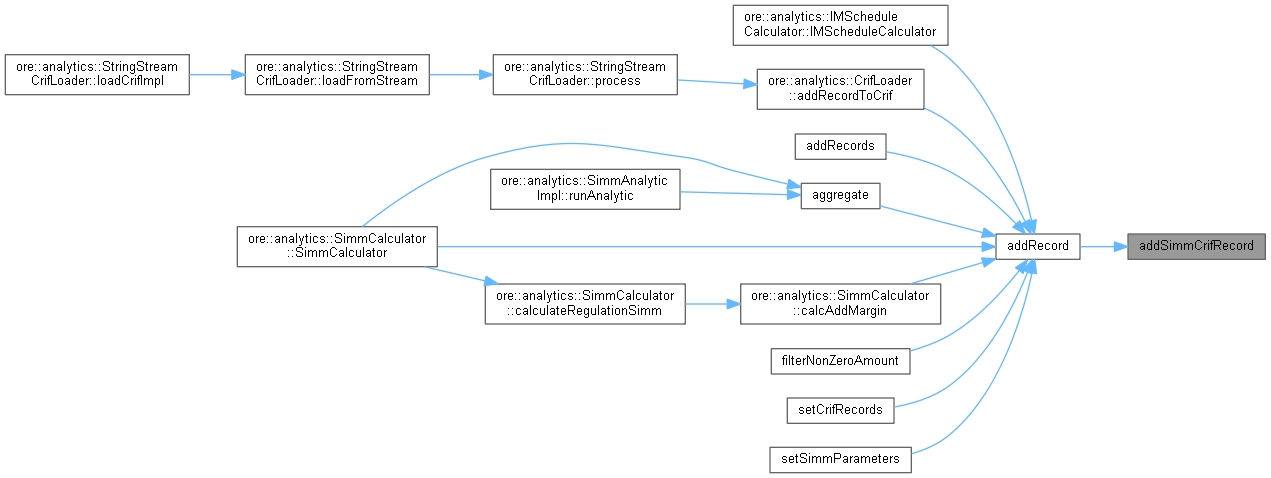 ore::analytics::IMSchedule
Calculator::IMScheduleCalculator
ore::analytics::StringStream
CrifLoader::loadCrifImpl
ore::analytics::StringStream
CrifLoader::loadFromStream
ore::analytics::StringStream
CrifLoader::process
ore::analytics::CrifLoader
::addRecordToCrif
addRecords
ore::analytics::SimmAnalytic
Impl::runAnalytic
aggregate
ore::analytics::SimmCalculator
::SimmCalculator
addRecord
addSimmCrifRecord
ore::analytics::SimmCalculator
::calculateRegulationSimm
ore::analytics::SimmCalculator
::calcAddMargin
filterNonZeroAmount
setCrifRecords
setSimmParameters